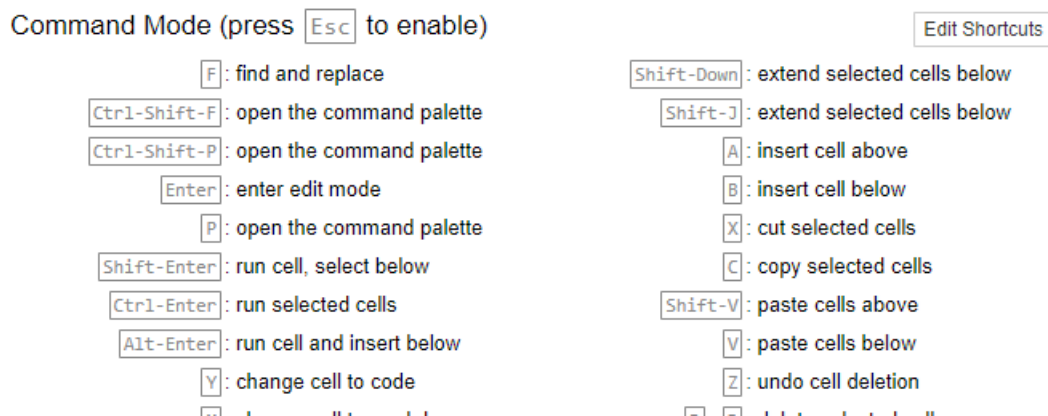 Command Mode (press Esc to enable)
Edit Shortcuts
F : find and replace
Ctrl-Shift-F : open the command palette
Ctrl-Shift-P : open the command palette
Enter : enter edit mode
P : open the command palette
Shift-Enter : run cell, select below
Ctrl-Enter : run selected cells
Alt-Enter : run cell and insert below
Y : change cell to code
Shift-Down : extend selected cells below
Shift-J : extend selected cells below
A : insert cell above
B : insert cell below
X : cut selected cells
C : copy selected cells
Shift-V : paste cells above
V : paste cells below
Z : undo cell deletion